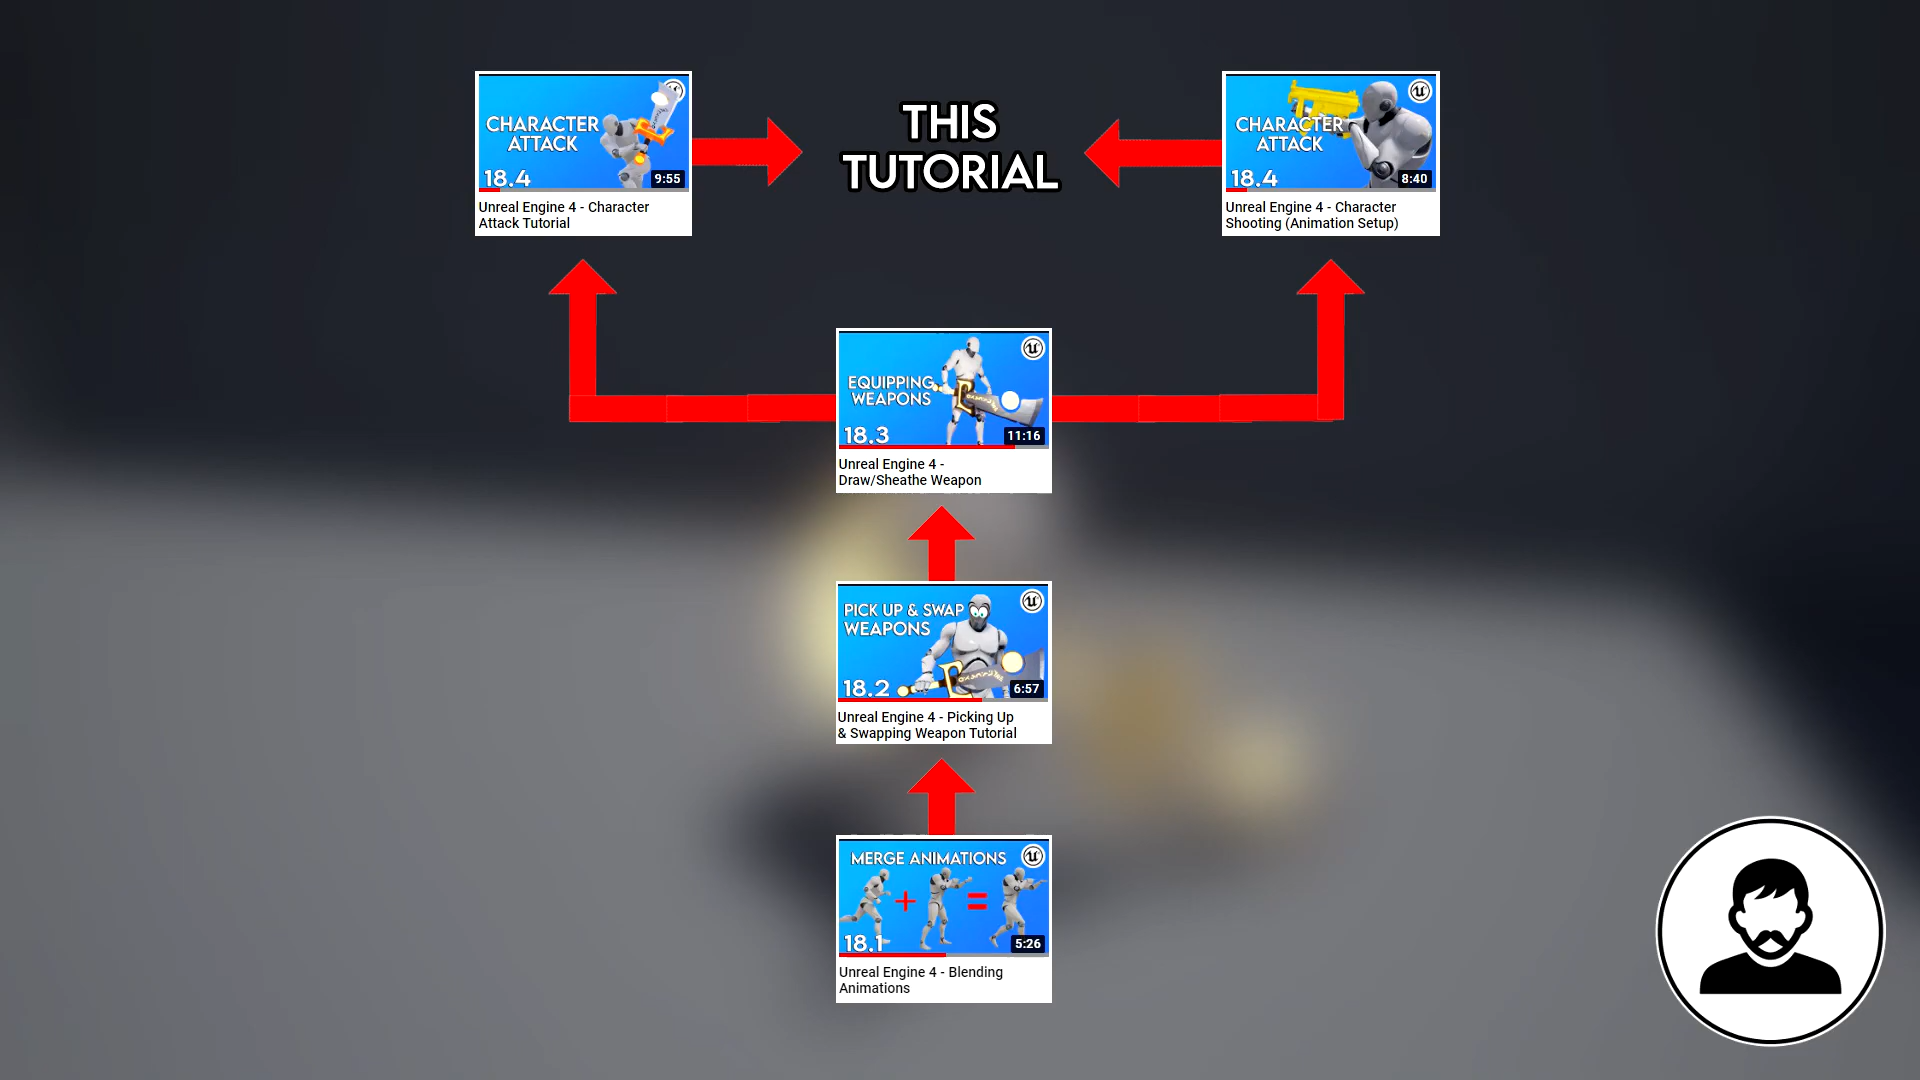 CHARACTER
ATTACK
18.4
9:55
Unreal Engine 4 - Character
Attack Tutorial
THIS
TUTORIAL
CHARACTER
ATTACK
18.4
8:40
Unreal Engine 4 - Character
Shooting (Animation Setup)
EQUIPPING
WEAPONS
18.3
11:16
Unreal Engine 4 -
Draw/Sheathe Weapon
PICK UP & SWAP
WEAPONS
18.2
6:57
Unreal Engine 4 - Picking Up
& Swapping Weapon Tutorial
MERGE ANIMATIONS
+ =
18.1
5:26
Unreal Engine 4 - Blending
Animations